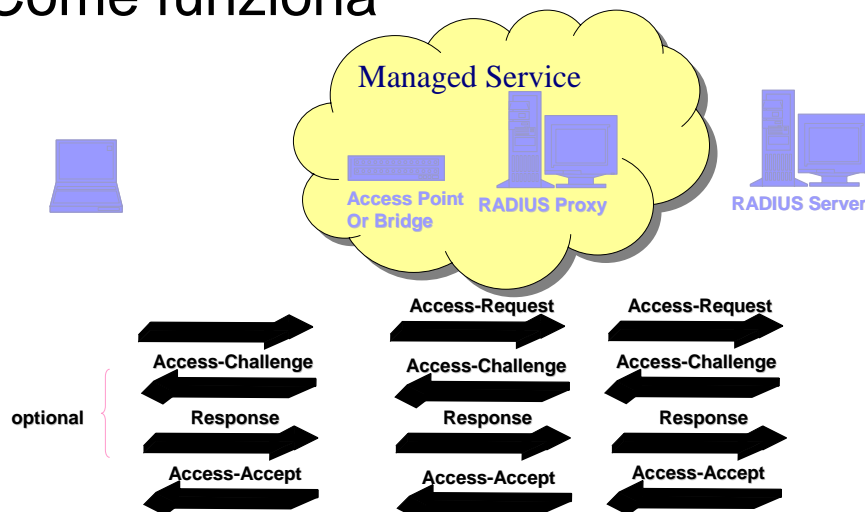 Come funziona
Managed Service
Access Point
Or Bridge
RADIUS Proxy
RADIUS Server
Access-Request
Access-Request
Access-Challenge
Access-Challenge
Access-Challenge
optional
Response
Response
Response
Access-Accept
Access-Accept
Access-Accept